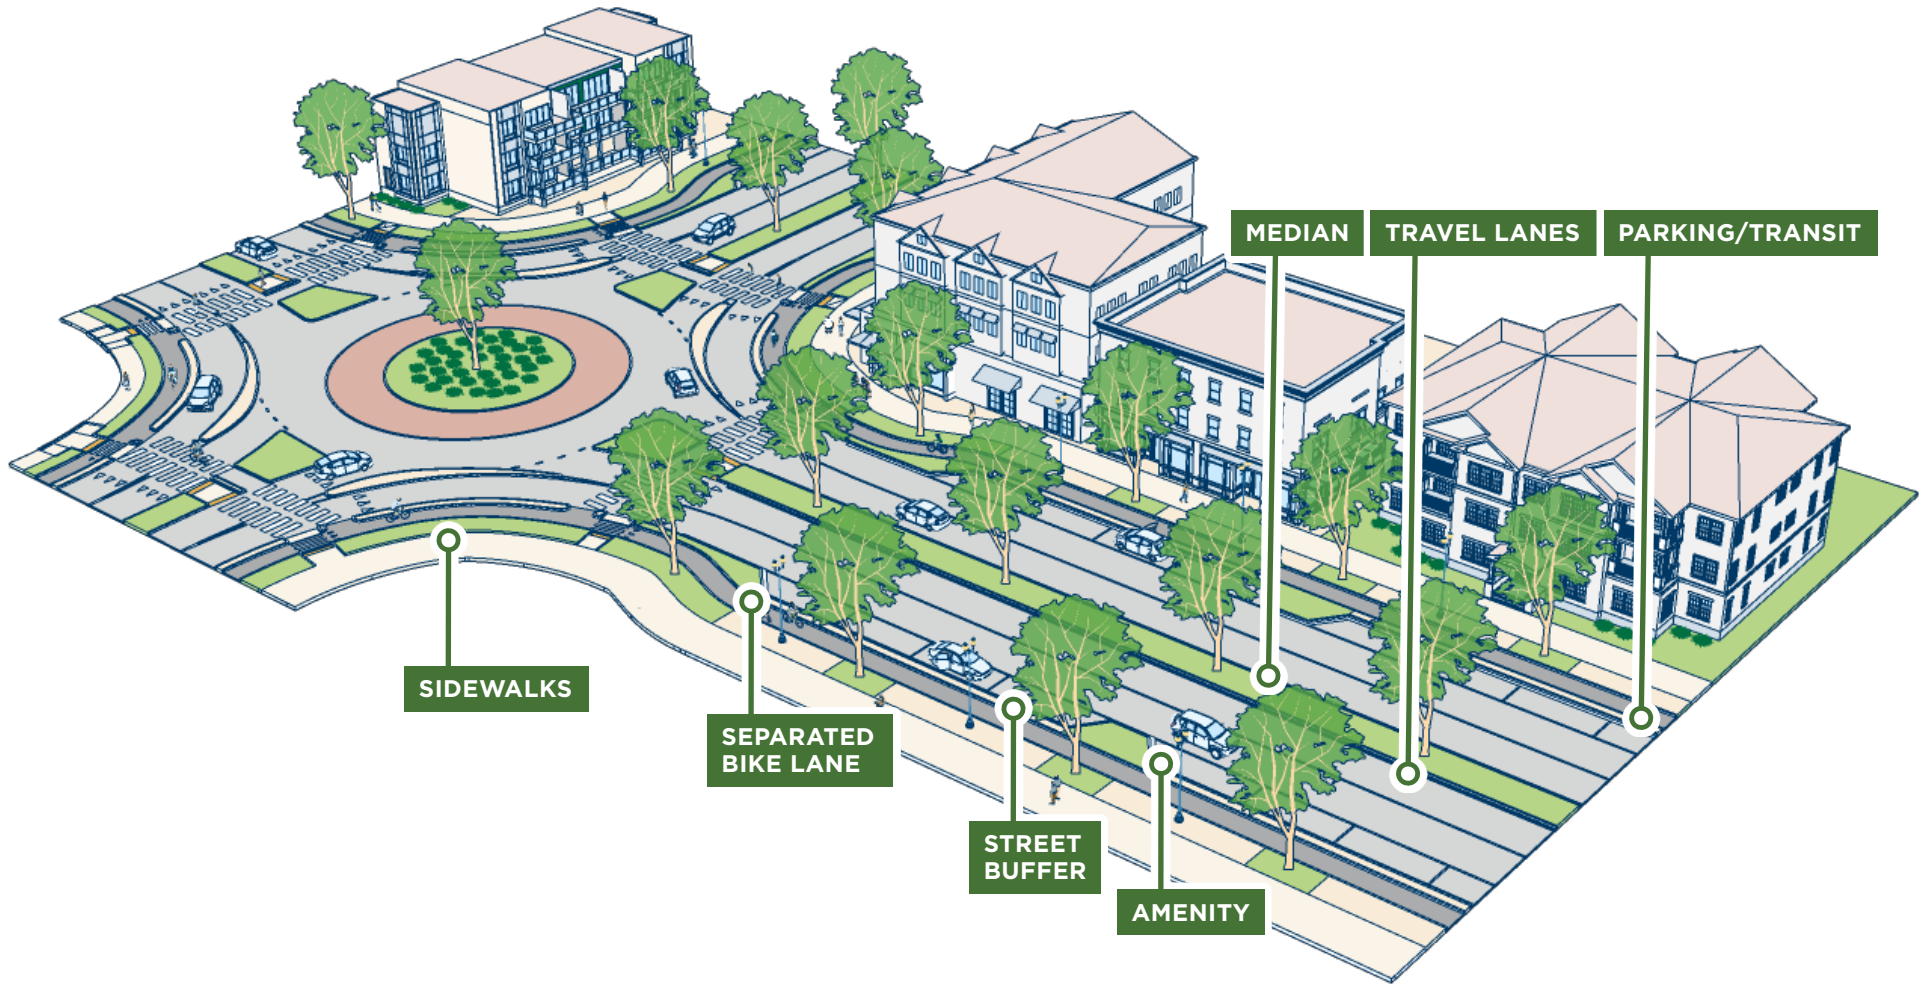 MEDIAN
TRAVEL LANES
PARKING/TRANSIT
SIDEWALKS
SEPARATED
BIKE LANE
STREET
BUFFER
AMENITY